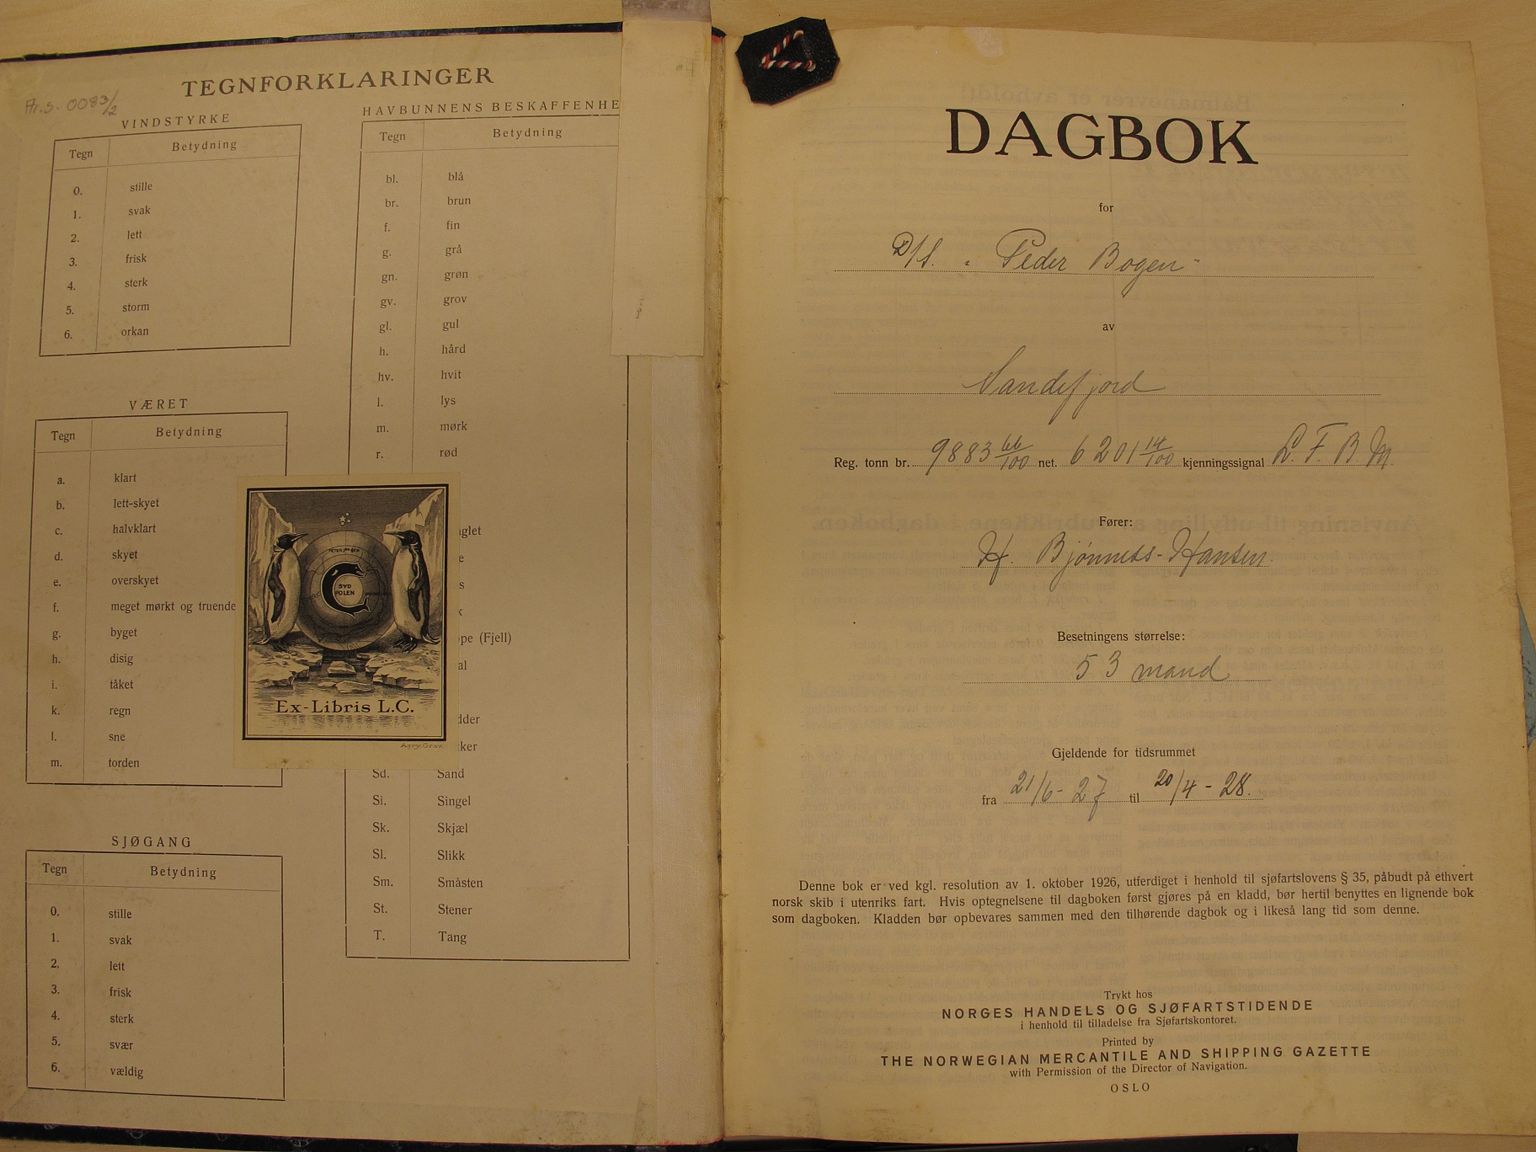 Pr.s. 0083/2
TEGNFORKLARINGER
VINDSTYRKE
Tegn Betydning
0. stille
1. svak
2. lett
3. frisk
4. sterk
5. storm
6. orkan
VÆRET
Tegn Betydning
a. klart
b. lett-skyet
c. halvklart
d. skyet
e. overskyet
f. meget mørkt og truende
g. byget
h. disig
i. tåket
k. regn
l. sne
m. torden
SJØGANG
Tegn Betydning
0. stille
1. svak
2. lett
3. frisk
4. sterk
5. svær
6. vældig
HAVBUNNENS BESKAFFENHE
Tegn Betydning
bl. blå
br. brun
f. fin
g. grå
gn. grøn
gv. grov
gl. gul
h. hård
hv. hvit
l. lys
m. mørk
r. rød
glet
e
s
k
pe (Fjell)
al
dder
ker
Sd. Sand
Si. Singel
Sk. Skjæl
Sl. Slikk
Sm. Småsten
St. Stener
T. Tang
SYD
POLEN
Ex-Libris L.C.
DAGBOK
for
D/S. "Peder Bogen"
av
Sandefjord
Reg. tonn br. 9883 66/100 net. 6201 14/100 kjenningssignal L. F. B. M.
Fører:
H. Bjønness-Hansen.
Besetningens størrelse:
53 mand
Gjeldende for tidsrummet
fra 21/6 - 27 til 20/4 - 28.
Denne bok er ved kgl. resolution av 1. oktober 1926, utferdiget i henhold til sjøfartslovens § 35, påbudt på ethvert
norsk skib i utenriks fart. Hvis optegnelsene til dagboken først gjøres på en kladd, bør hertil benyttes en lignende bok
som dagboken. Kladden bør opbevares sammen med den tilhørende dagbok og i likeså lang tid som denne.
Trykt hos
NORGES HANDELS OG SJØFARTSTIDENDE
i henhold til tilladelse fra Sjøfartskontoret.
Printed by
THE NORWEGIAN MERCANTILE AND SHIPPING GAZETTE
with Permission of the Director of Navigation.
OSLO